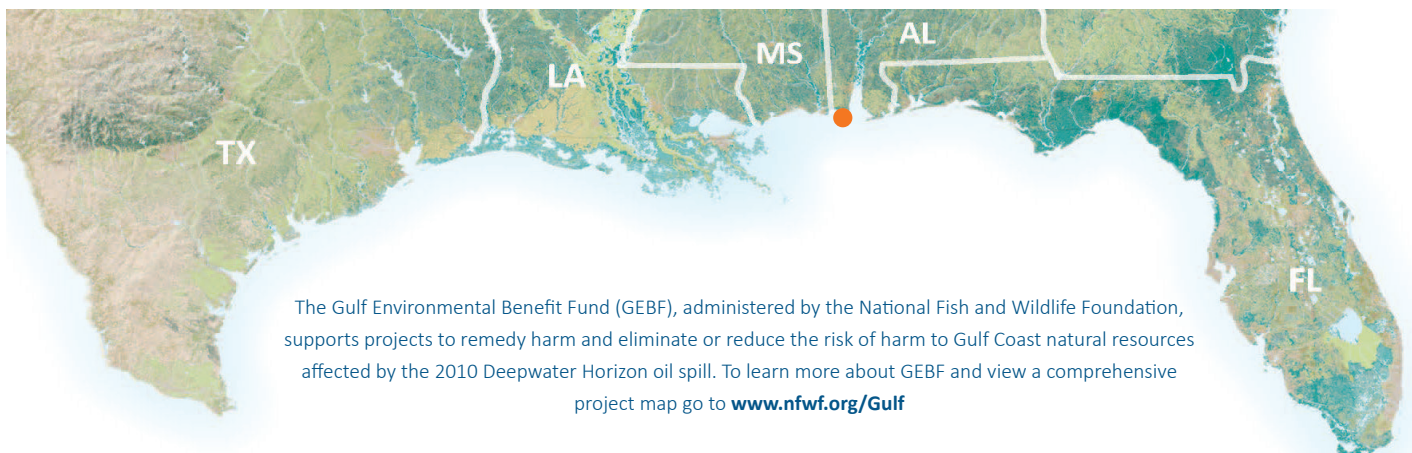 AL
MS
LA
TX
FL
The Gulf Environmental Benefit Fund (GEBF), administered by the National Fish and Wildlife Foundation,
supports projects to remedy harm and eliminate or reduce the risk of harm to Gulf Coast natural resources
affected by the 2010 Deepwater Horizon oil spill. To learn more about GEBF and view a comprehensive
project map go to www.nfwf.org/Gulf